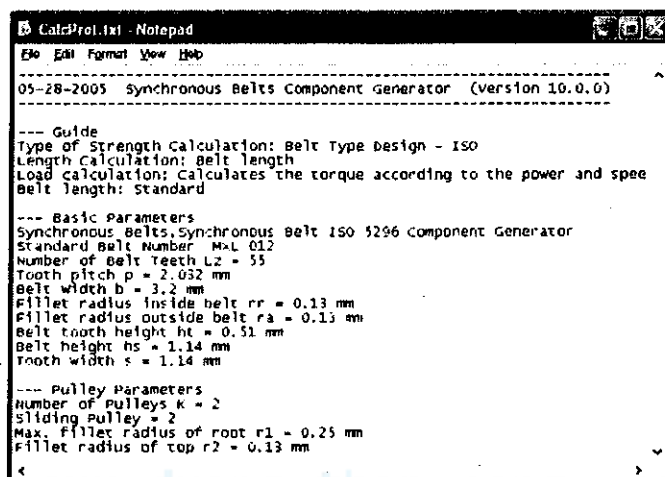 CalcProt.txt - Notepad
File Edit Format View Help
------------------------------------------------------------------------
05-28-2005 Synchronous Belts Component Generator (Version 10.0.0)
------------------------------------------------------------------------
--- Guide
Type of Strength Calculation: Belt Type Design - ISO
Length Calculation: Belt length
Load Calculation: Calculates the torque according to the power and spee
Belt length: Standard
--- Basic Parameters
Synchronous Belts.Synchronous Belt ISO 5296 Component Generator
Standard Belt Number MXL 012
Number of Belt Teeth Lz = 55
Tooth pitch p = 2.032 mm
Belt width b = 3.2 mm
Fillet radius inside belt rr = 0.13 mm
Fillet radius outside belt ra = 0.13 mm
Belt tooth height ht = 0.51 mm
Belt height hs = 1.14 mm
Tooth width s = 1.14 mm
--- Pulley Parameters
Number of Pulleys K = 2
Sliding Pulley = 2
Max. fillet radius of root r1 = 0.25 mm
Fillet radius of top r2 = 0.13 mm